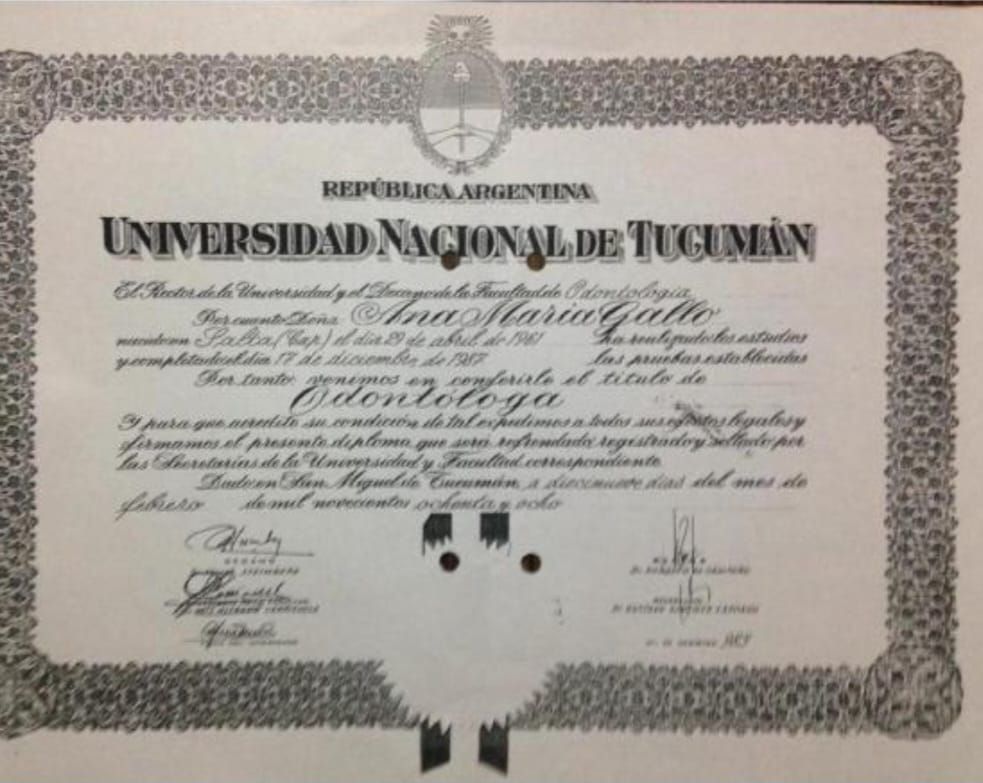 REPÚBLICA ARGENTINA
UNIVERSIDAD NACIONAL DE TUCUMÁN
El Rector de la Universidad y el Decano de la Facultad de Odontología
Por cuanto Doña Ana María Gallo
nacida en Salta (Cap.) el día 29 de abril de 1961 ha realizado los estudios
y completado el día 17 de diciembre de 1987 las pruebas establecidas
Por tanto: venimos en conferirle el título de
Odontóloga
Y para que acredite su condición de tal expedimos a todos sus efectos legales y
firmamos el presente diploma, que será refrendado, registrado y sellado por
las Secretarías de la Universidad y Facultad correspondiente
Dado en San Miguel de Tucumán, a diecinueve días del mes de
febrero de mil novecientos ochenta y ocho
DECANO
RECTOR